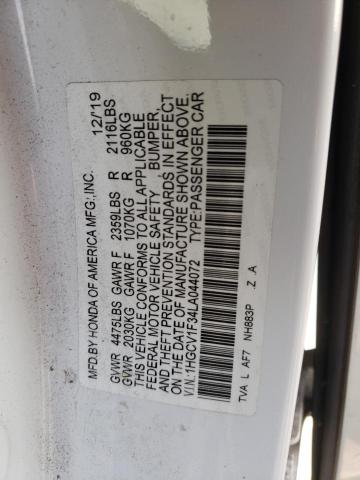 MFD.BY HONDA OF AMERICA MFG.,INC. 12/'19
GVWR 4475LBS GAWR F 2359LBS R 2116LBS
GVWR 2030KG GAWR F 1070KG R 960KG
THIS VEHICLE CONFORMS TO ALL APPLICABLE
FEDERAL MOTOR VEHICLE SAFETY BUMPER,
AND THEFT PREVENTION STANDARDS IN EFFECT
ON THE DATE OF MANUFACTURE SHOWN ABOVE.
V.I.N:1HGCV1F34LA044072 TYPE:PASSENGER CAR
TVA L AF7 NH883P .Z .A